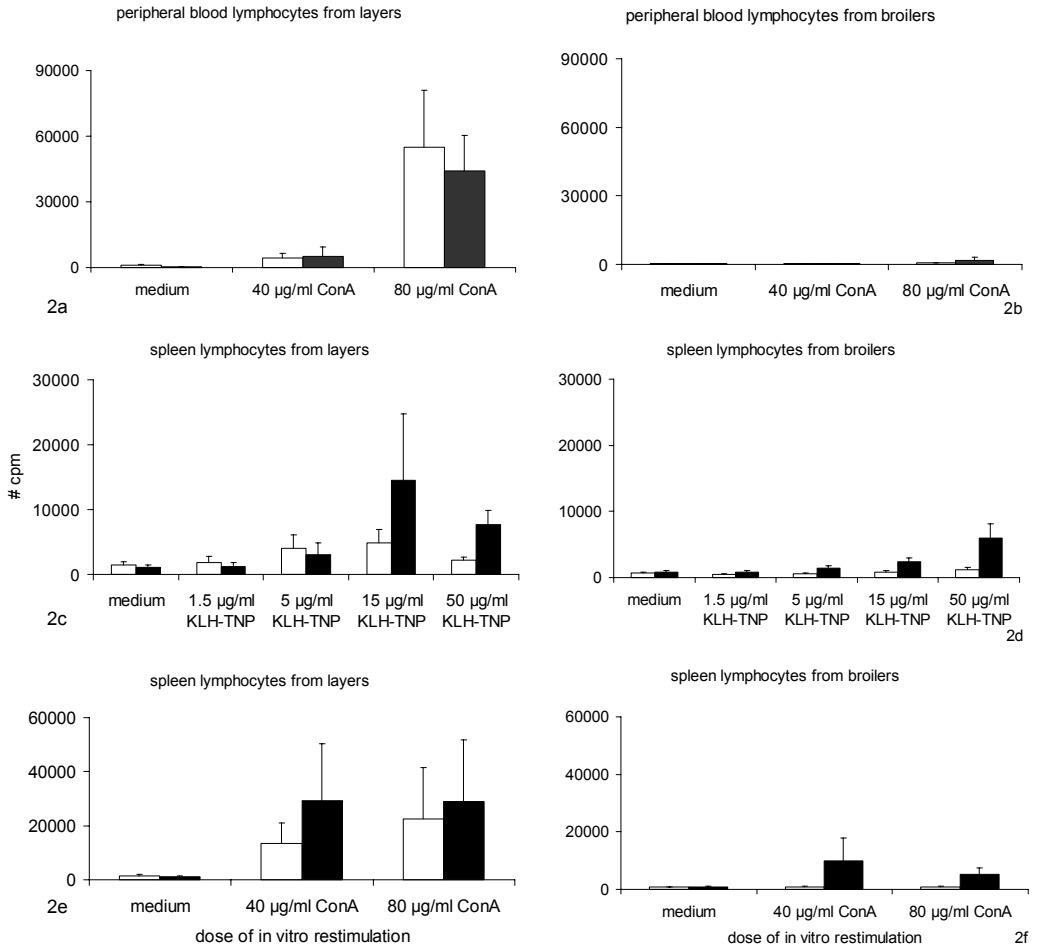 peripheral blood lymphocytes from layers
90000
60000
30000
0
medium 40 µg/ml ConA 80 µg/ml ConA
2a
peripheral blood lymphocytes from broilers
90000
60000
30000
0
medium 40 µg/ml ConA 80 µg/ml ConA
2b
spleen lymphocytes from layers
30000
20000
10000
0
# cpm
medium 1.5 µg/ml 5 µg/ml 15 µg/ml 50 µg/ml
KLH-TNP KLH-TNP KLH-TNP KLH-TNP
2c
spleen lymphocytes from broilers
30000
20000
10000
0
medium 1.5 µg/ml 5 µg/ml 15 µg/ml 50 µg/ml
KLH-TNP KLH-TNP KLH-TNP KLH-TNP
2d
spleen lymphocytes from layers
60000
40000
20000
0
medium 40 µg/ml ConA 80 µg/ml ConA
2e
dose of in vitro restimulation
spleen lymphocytes from broilers
60000
40000
20000
0
medium 40 µg/ml ConA 80 µg/ml ConA
dose of in vitro restimulation
2f